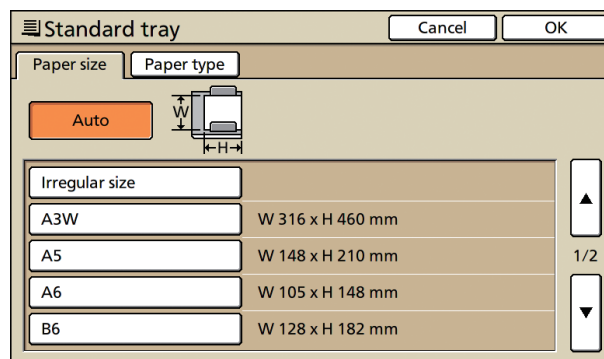 Standard tray Cancel OK
Paper size Paper type
Auto W
H
Irregular size
A3W W 316 x H 460 mm
A5 W 148 x H 210 mm
1/2
A6 W 105 x H 148 mm
B6 W 128 x H 182 mm